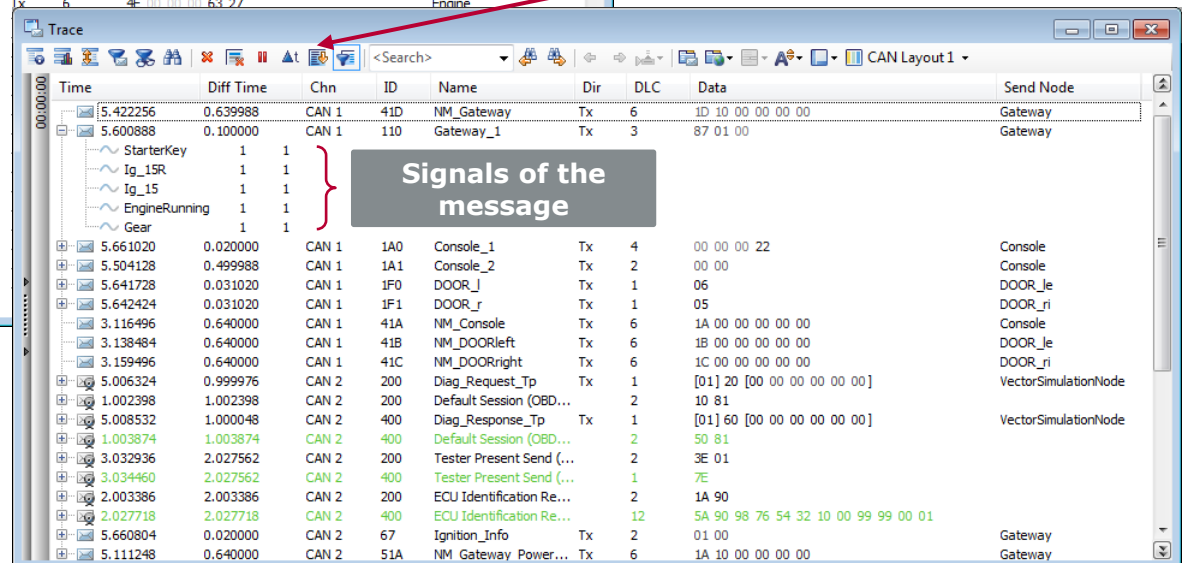 6 4E 00 00 00 63 27 Engine
Trace
<Search> CAN Layout 1
00:00:00
Time Diff Time Chn ID Name Dir DLC Data Send Node
5.422256 0.639988 CAN 1 41D NM_Gateway Tx 6 1D 10 00 00 00 00 Gateway
5.600888 0.100000 CAN 1 110 Gateway_1 Tx 3 87 01 00 Gateway
StarterKey 1 1
Ig_15R 1 1
Ig_15 1 1
EngineRunning 1 1
Gear 1 1
Signals of the
message
5.661020 0.020000 CAN 1 1A0 Console_1 Tx 4 00 00 00 22 Console
5.504128 0.499988 CAN 1 1A1 Console_2 Tx 2 00 00 Console
5.641728 0.031020 CAN 1 1F0 DOOR_l Tx 1 06 DOOR_le
5.642424 0.031020 CAN 1 1F1 DOOR_r Tx 1 05 DOOR_ri
3.116496 0.640000 CAN 1 41A NM_Console Tx 6 1A 00 00 00 00 00 Console
3.138484 0.640000 CAN 1 41B NM_DOORleft Tx 6 1B 00 00 00 00 00 DOOR_le
3.159496 0.640000 CAN 1 41C NM_DOORright Tx 6 1C 00 00 00 00 00 DOOR_ri
5.006324 0.999976 CAN 2 200 Diag_Request_Tp Tx 1 [01] 20 [00 00 00 00 00 00] VectorSimulationNode
1.002398 1.002398 CAN 2 200 Default Session (OBD... 2 10 81
5.008532 1.000048 CAN 2 400 Diag_Response_Tp Tx 1 [01] 60 [00 00 00 00 00 00] VectorSimulationNode
1.003874 1.003874 CAN 2 400 Default Session (OBD... 2 50 81
3.032936 2.027562 CAN 2 200 Tester Present Send (... 2 3E 01
3.034460 2.027562 CAN 2 400 Tester Present Send (... 1 7E
2.003386 2.003386 CAN 2 200 ECU Identification Re... 2 1A 90
2.027718 2.027718 CAN 2 400 ECU Identification Re... 12 5A 90 98 76 54 32 10 00 99 99 00 01
5.660804 0.020000 CAN 2 67 Ignition_Info Tx 2 01 00 Gateway
5.111248 0.640000 CAN 2 51A NM_Gateway_Power... Tx 6 1A 10 00 00 00 00 Gateway